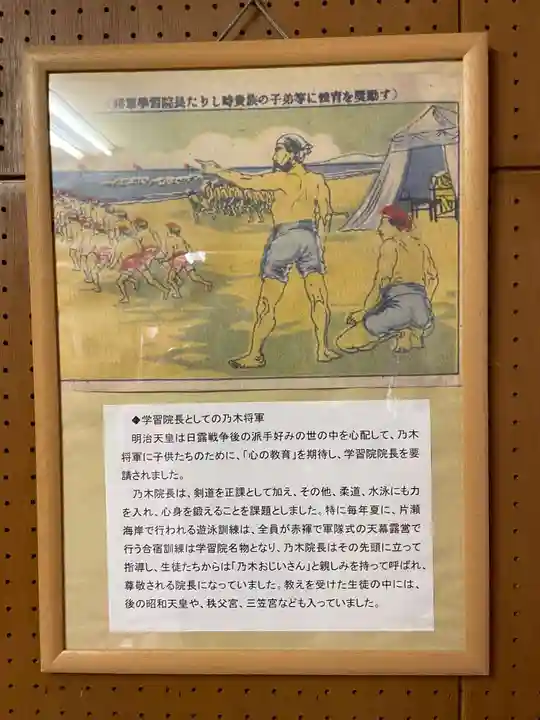 (將軍學習院長たりし時貴族の子弟等に體育を奬勵す)
◆学習院長としての乃木将軍
明治天皇は日露戦争後の派手好みの世の中を心配して、乃木
将軍に子供たちのために、「心の教育」を期待し、学習院院長を要
請されました。
乃木院長は、剣道を正課として加え、その他、柔道、水泳にも力
を入れ、心身を鍛えることを課題としました。特に毎年夏に、片瀬
海岸で行われる遊泳訓練は、全員が赤褌で軍隊式の天幕露営で
行う合宿訓練は学習院名物となり、乃木院長はその先頭に立って
指導し、生徒たちからは「乃木おじいさん」と親しみを持って呼ばれ、
尊敬される院長になっていました。教えを受けた生徒の中には、
後の昭和天皇や、秩父宮、三笠宮なども入っていました。